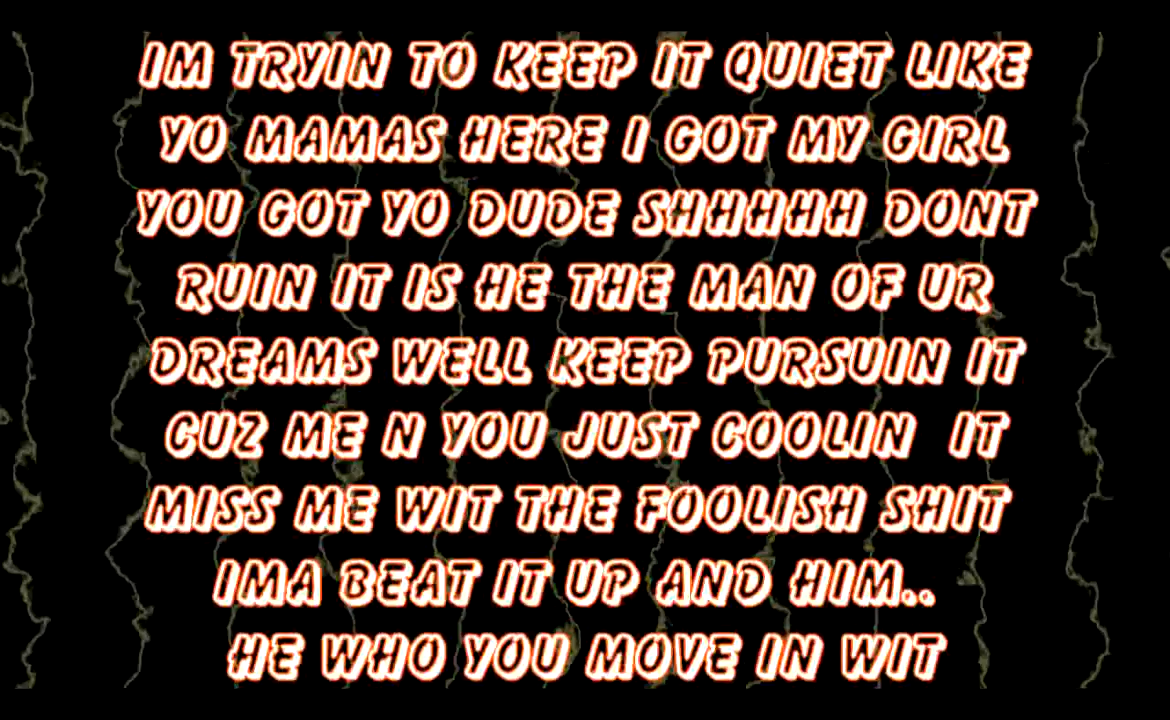 IM TRYIN TO KEEP IT QUIET LIKE
YO MAMAS HERE I GOT MY GIRL
YOU GOT YO DUDE SHHHHH DONT
RUIN IT IS HE THE MAN OF UR
DREAMS WELL KEEP PURSUIN IT
CUZ ME N YOU JUST COOLIN IT
MISS ME WIT THE FOOLISH SHIT
IMA BEAT IT UP AND HIM..
HE WHO YOU MOVE IN WIT